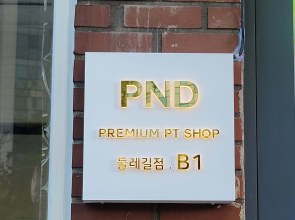 PND
PREMIUM PT SHOP
둘레길점 . B1